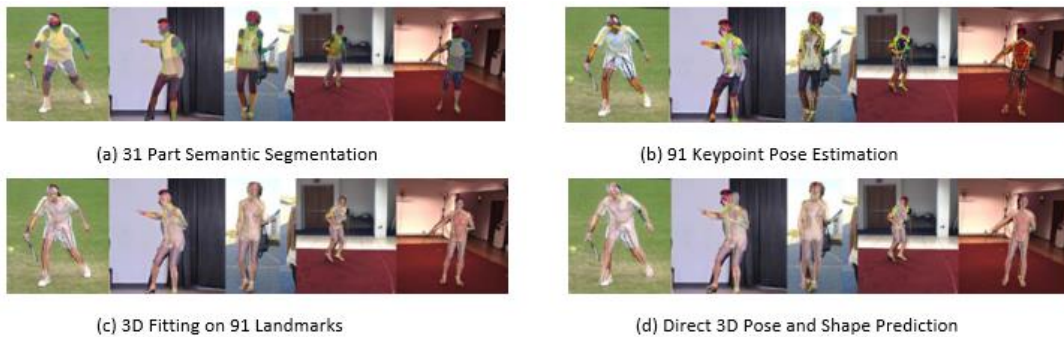 (a) 31 Part Semantic Segmentation
(b) 91 Keypoint Pose Estimation
(c) 3D Fitting on 91 Landmarks
(d) Direct 3D Pose and Shape Prediction